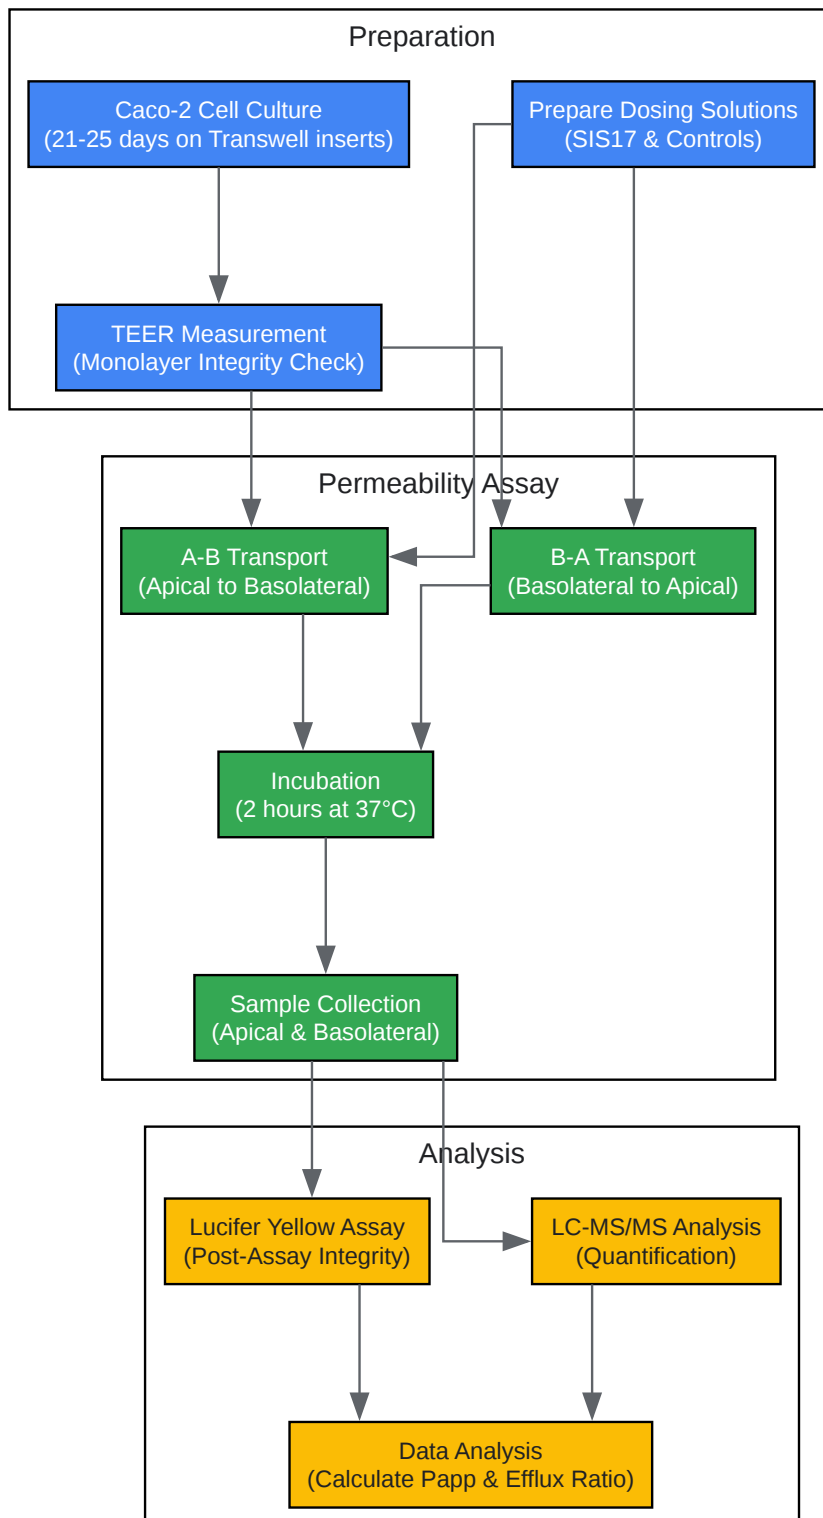 Preparation
Caco-2 Cell Culture
(21-25 days on Transwell inserts)
Prepare Dosing Solutions
(SIS17 & Controls)
TEER Measurement
(Monolayer Integrity Check)
Permeability Assay
A-B Transport
(Apical to Basolateral)
B-A Transport
(Basolateral to Apical)
Incubation
(2 hours at 37°C)
Sample Collection
(Apical & Basolateral)
Analysis
Lucifer Yellow Assay
(Post-Assay Integrity)
LC-MS/MS Analysis
(Quantification)
Data Analysis
(Calculate Papp & Efflux Ratio)